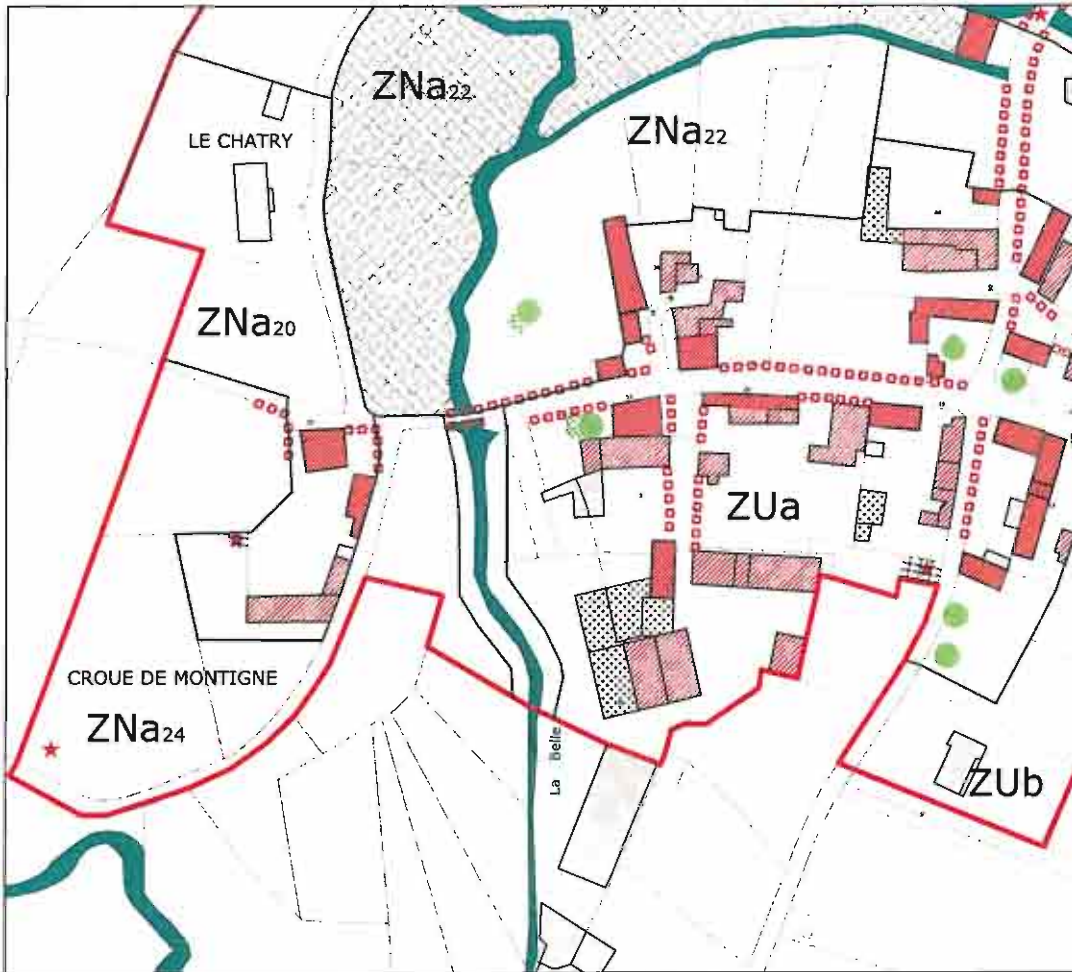 ZNa22
ZNa22
LE CHATRY
ZNa20
ZUa
CROUE DE MONTIGNE
ZNa24
La Belle
ZUb